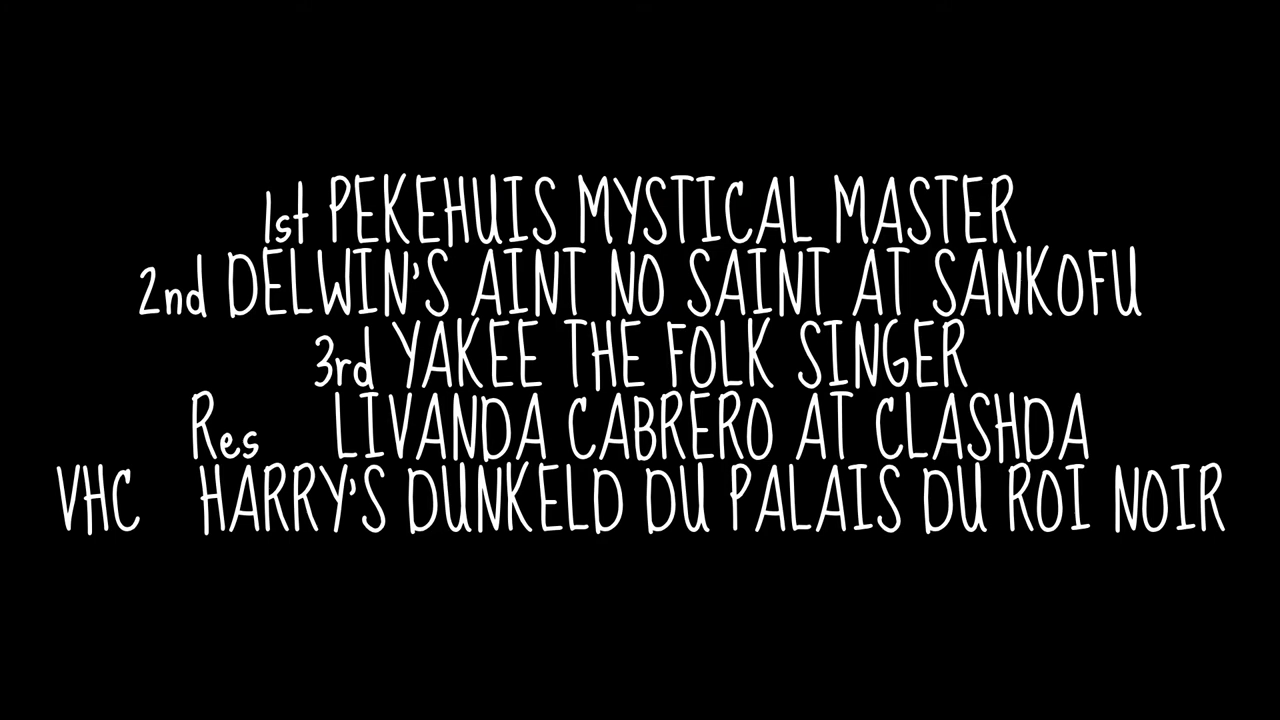 1st PEKEHUIS MYSTICAL MASTER
2nd DELWIN'S AINT NO SAINT AT SANKOFU
3rd YAKEE THE FOLK SINGER
Res LIVANDA CABRERO AT CLASHDA
VHC HARRY'S DUNKELD DU PALAIS DU ROI NOIR